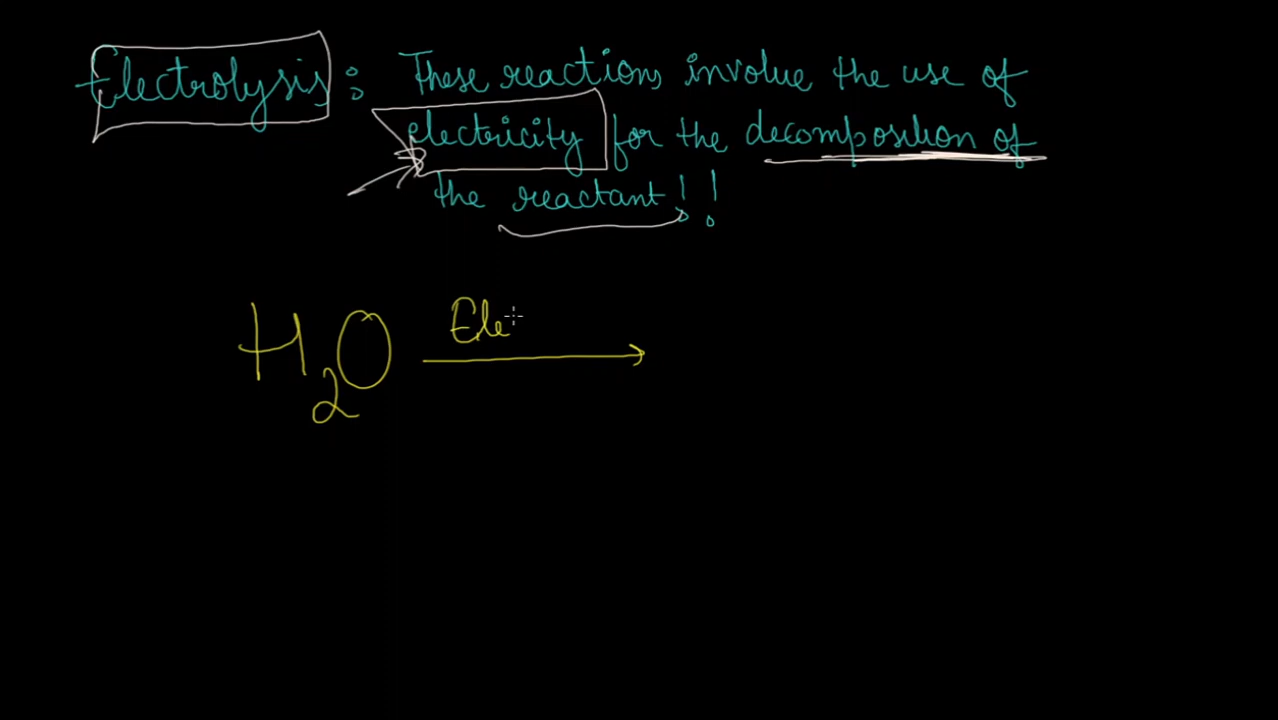 Electrolysis : These reactions involve the use of
electricity for the decomposition of
the reactant!!
Ele
H2O